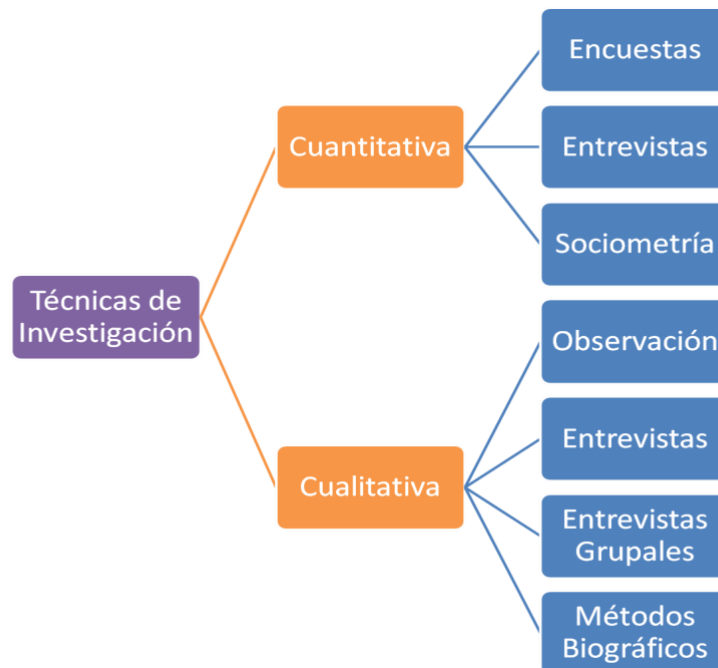 Técnicas de
Investigación
Cuantitativa
Encuestas
Entrevistas
Sociometría
Cualitativa
Observación
Entrevistas
Entrevistas
Grupales
Métodos
Biográficos